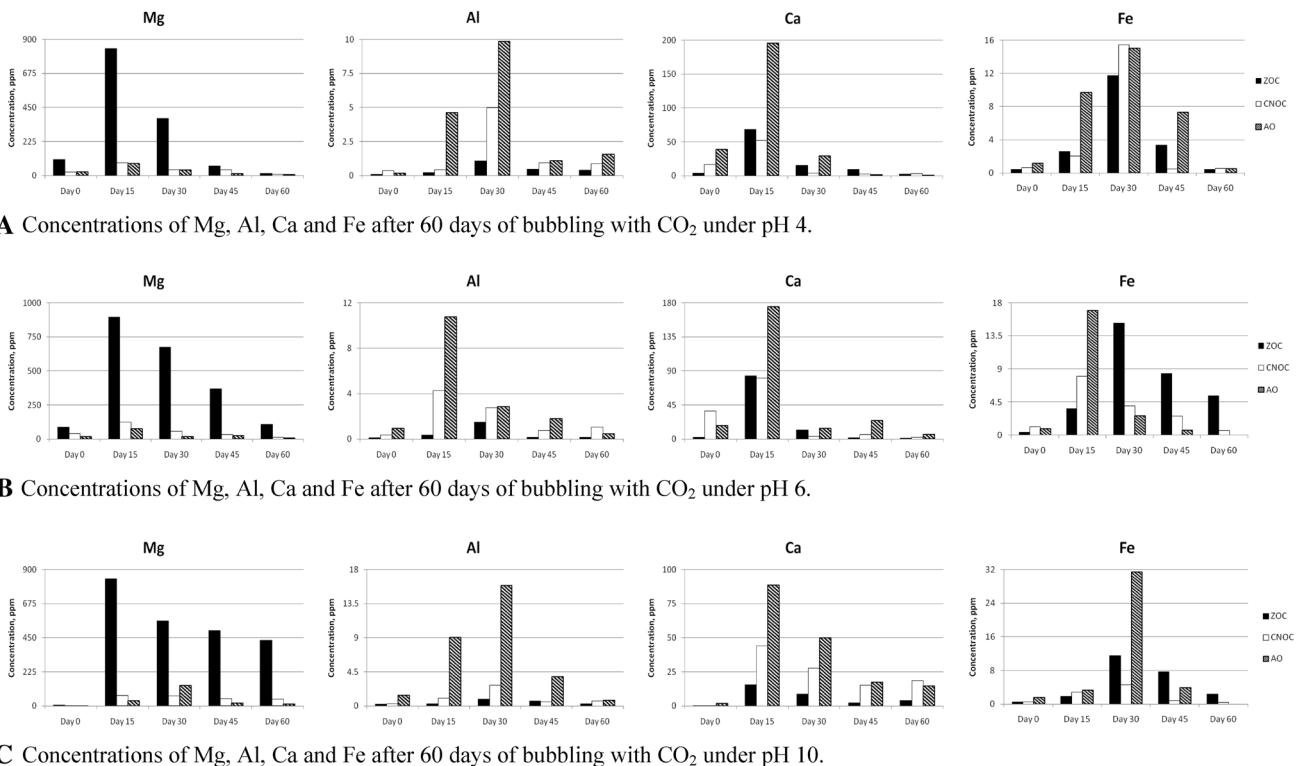 Mg
Al
Ca
Fe
Concentration, ppm
900
675
450
225
0
Day 0 Day 15 Day 30 Day 45 Day 60
Concentration, ppm
10
7.5
5
2.5
0
Day 0 Day 15 Day 30 Day 45 Day 60
Concentration, ppm
200
150
100
50
0
Day 0 Day 15 Day 30 Day 45 Day 60
Concentration, ppm
16
12
8
4
0
Day 0 Day 15 Day 30 Day 45 Day 60
ZOC
CNOC
AO
A Concentrations of Mg, Al, Ca and Fe after 60 days of bubbling with CO₂ under pH 4.
Mg
Al
Ca
Fe
Concentration, ppm
1000
750
500
250
0
Day 0 Day 15 Day 30 Day 45 Day 60
Concentration, ppm
12
8
4
0
Day 0 Day 15 Day 30 Day 45 Day 60
Concentration, ppm
180
135
90
45
0
Day 0 Day 15 Day 30 Day 45 Day 60
Concentration, ppm
18
13.5
9
4.5
0
Day 0 Day 15 Day 30 Day 45 Day 60
ZOC
CNOC
AO
B Concentrations of Mg, Al, Ca and Fe after 60 days of bubbling with CO₂ under pH 6.
Mg
Al
Ca
Fe
Concentration, ppm
900
675
450
225
0
Day 0 Day 15 Day 30 Day 45 Day 60
Concentration, ppm
18
13.5
9
4.5
0
Day 0 Day 15 Day 30 Day 45 Day 60
Concentration, ppm
100
75
50
25
0
Day 0 Day 15 Day 30 Day 45 Day 60
Concentration, ppm
32
24
16
8
0
Day 0 Day 15 Day 30 Day 45 Day 60
ZOC
CNOC
AO
C Concentrations of Mg, Al, Ca and Fe after 60 days of bubbling with CO₂ under pH 10.